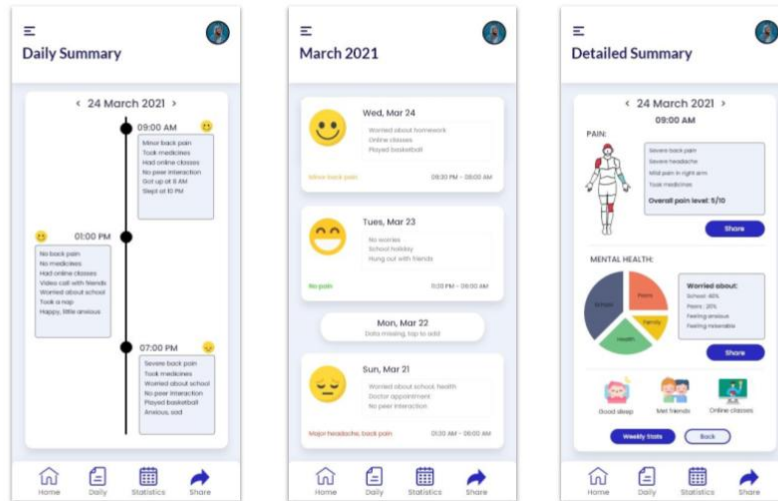 Daily Summary
< 24 March 2021 >
09:00 AM
Minor back pain
Took medicines
Had online classes
No peer interaction
Got up at 8 AM
Slept at 10 PM
01:00 PM
No back pain
No medicines
Had online classes
Video call with friends
Worried about school
Took a nap
Happy, little anxious
07:00 PM
Severe back pain
Took medicines
Worried about school
No peer interaction
Played basketball
Anxious, sad
Home
Daily
Statistics
Share
March 2021
Wed, Mar 24
Worried about homework
Online classes
Played basketball
Minor back pain
09:30 PM - 08:00 AM
Tues, Mar 23
No worries
School holiday
Hung out with friends
No pain
11:00 PM - 08:00 AM
Mon, Mar 22
Data missing, tap to add
Sun, Mar 21
Worried about school, health
Doctor appointment
No peer interaction
Major headache, back pain
01:30 AM - 08:00 AM
Home
Daily
Statistics
Share
Detailed Summary
< 24 March 2021 >
09:00 AM
PAIN:
Severe back pain
Severe headache
Mild pain in right arm
Took medicines
Overall pain level: 5/10
Share
MENTAL HEALTH:
School
Peers
Family
Health
Worried about:
School: 40%
Peers : 20%
Feeling anxious
Feeling miserable
Share
Good sleep
Met friends
Online classes
Weekly Stats
Back
Home
Daily
Statistics
Share